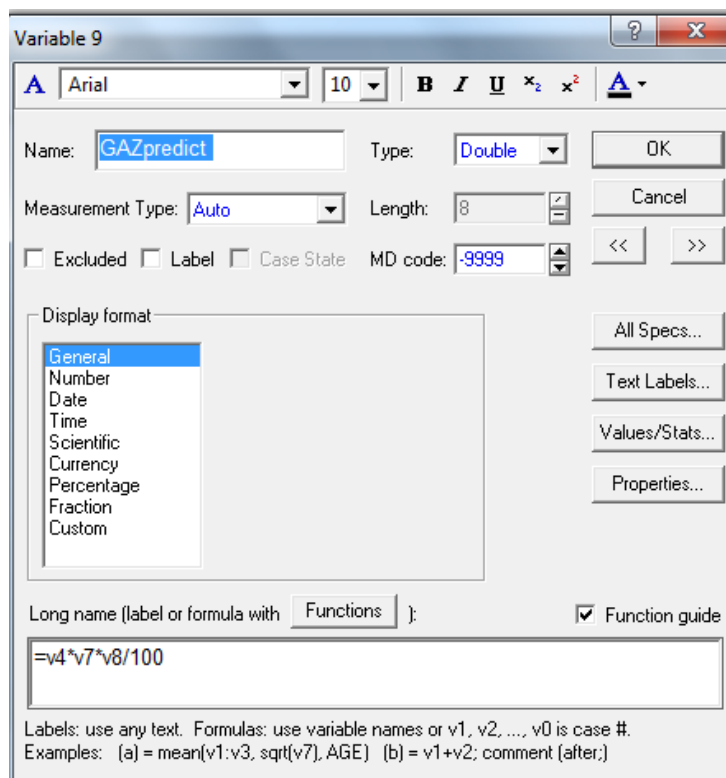 Variable 9
A Arial 10 B I U x2 x2 A
Name: GAZpredict Type: Double OK
Measurement Type: Auto Length: 8 Cancel
Excluded Label Case State MD code: -9999 << >>
Display format
General
Number
Date
Time
Scientific
Currency
Percentage
Fraction
Custom
All Specs...
Text Labels...
Values/Stats...
Properties...
Long name (label or formula with Functions ): Function guide
=v4*v7*v8/100
Labels: use any text. Formulas: use variable names or v1, v2, ..., v0 is case #.
Examples: (a) = mean(v1:v3, sqrt(v7), AGE) (b) = v1+v2; comment (after;)